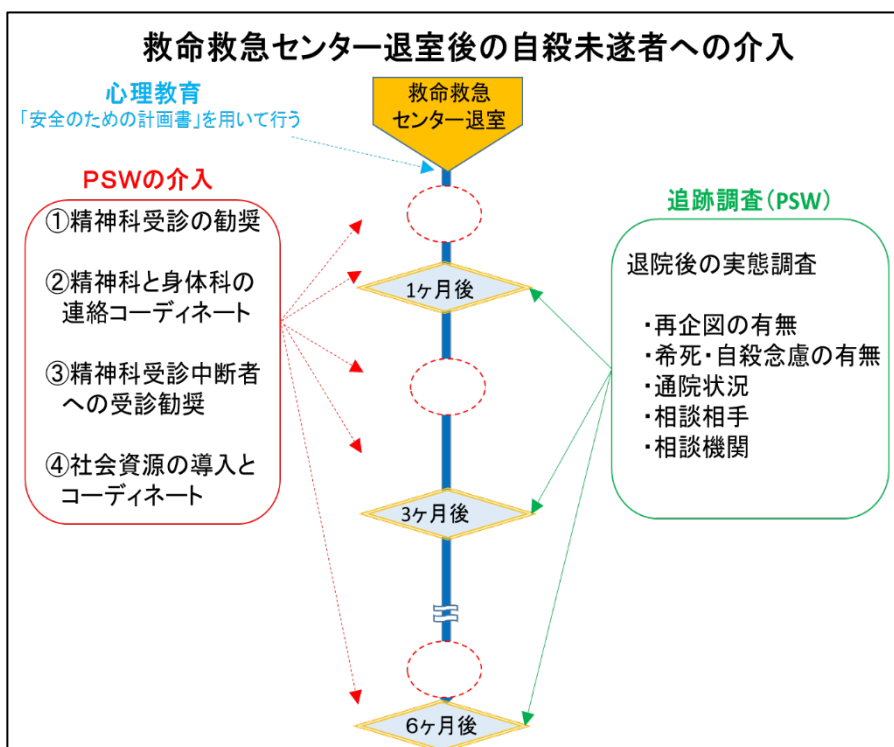 救命救急センター退室後の自殺未遂者への介入
心理教育
「安全のための計画書」を用いて行う
救命救急
センター退室
PSWの介入
①精神科受診の勧奨
②精神科と身体科の
連絡コーディネート
③精神科受診中断者
への受診勧奨
④社会資源の導入と
コーディネート
1ヶ月後
3ヶ月後
6ヶ月後
追跡調査(PSW)
退院後の実態調査
・再企図の有無
・希死・自殺念慮の有無
・通院状況
・相談相手
・相談機関